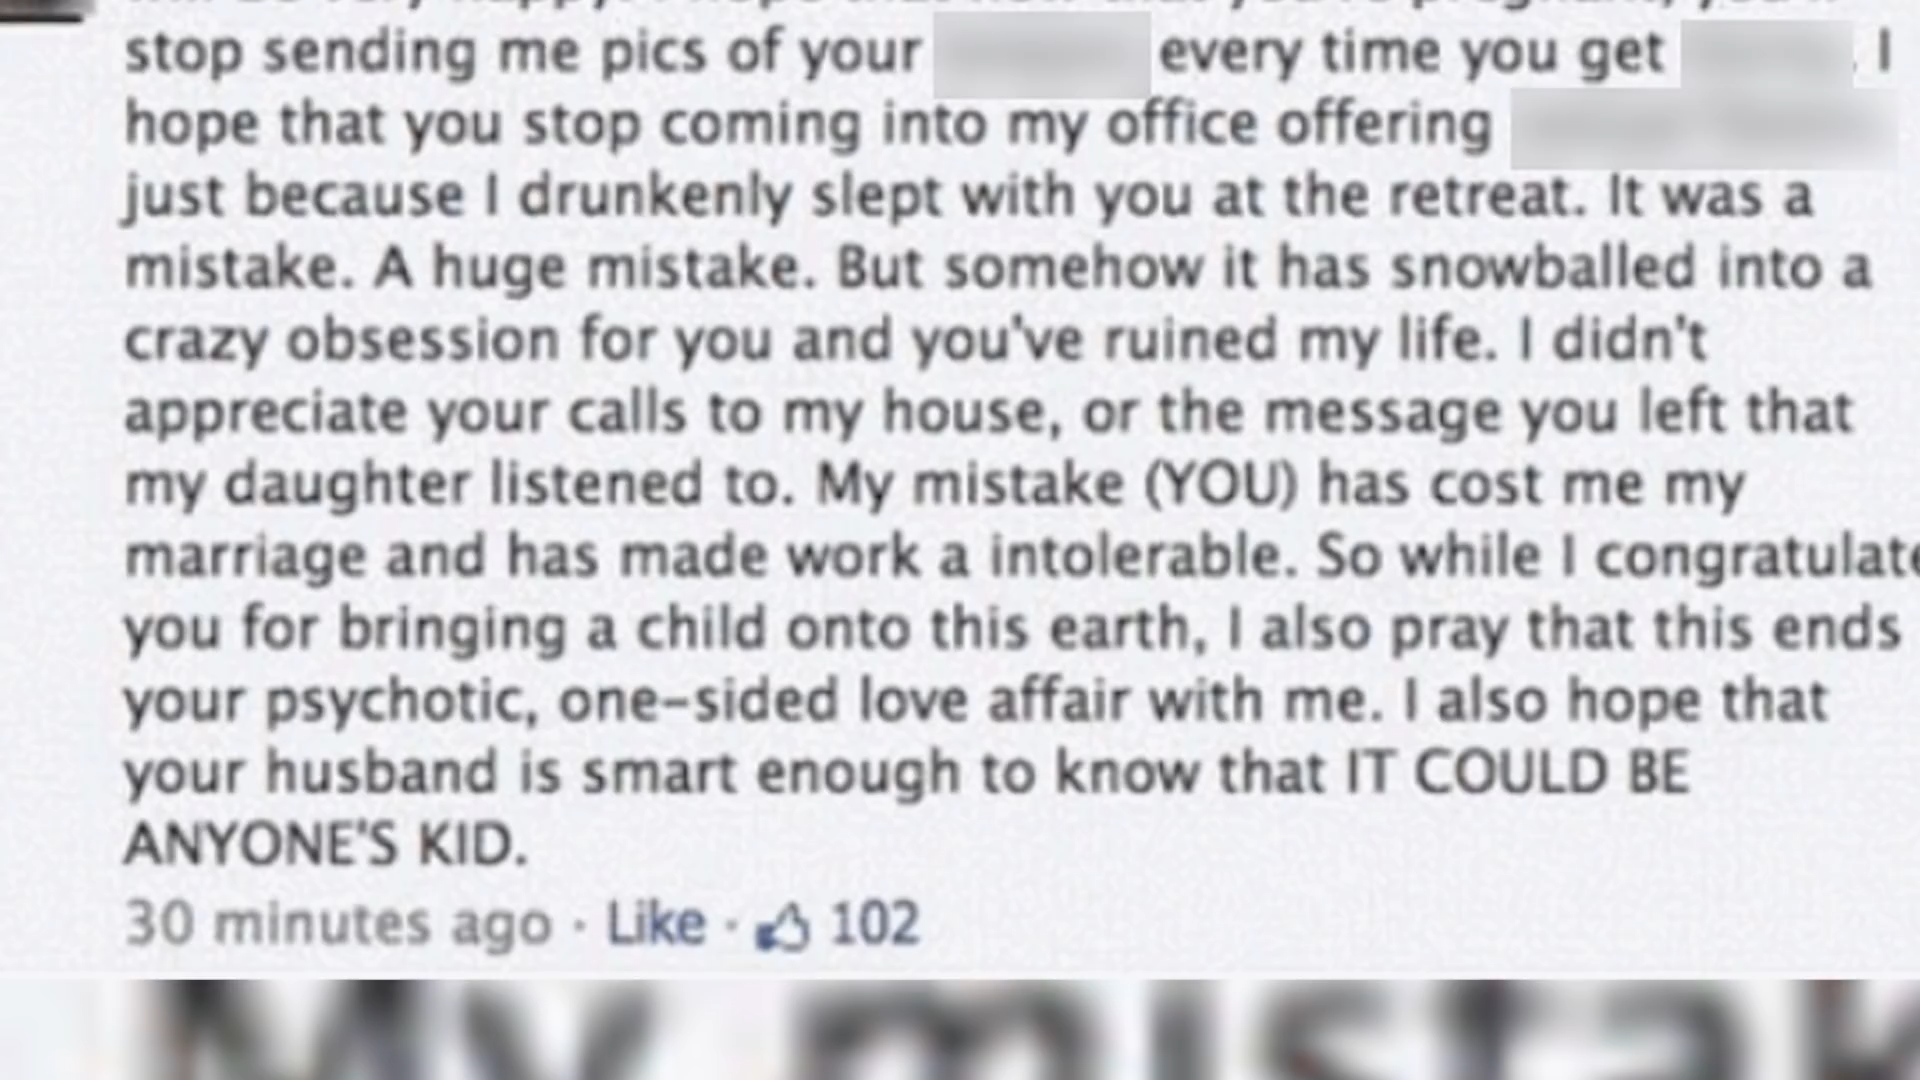 stop sending me pics of your every time you get . I
hope that you stop coming into my office offering
just because I drunkenly slept with you at the retreat. It was a
mistake. A huge mistake. But somehow it has snowballed into a
crazy obsession for you and you've ruined my life. I didn't
appreciate your calls to my house, or the message you left that
my daughter listened to. My mistake (YOU) has cost me my
marriage and has made work a intolerable. So while I congratulate
you for bringing a child onto this earth, I also pray that this ends
your psychotic, one-sided love affair with me. I also hope that
your husband is smart enough to know that IT COULD BE
ANYONE'S KID.
30 minutes ago · Like · 102
My mistak